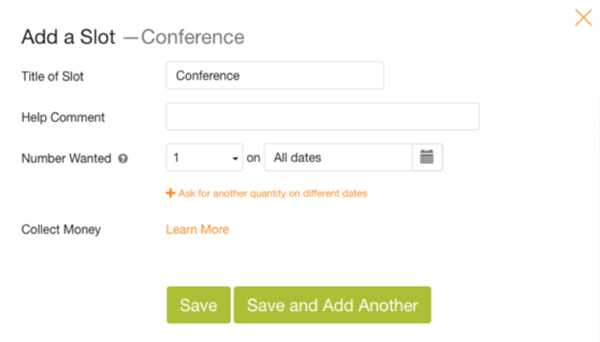 Add a Slot —Conference
Title of Slot Conference
Help Comment
Number Wanted ? 1 on All dates
+ Ask for another quantity on different dates
Collect Money Learn More
Save Save and Add Another